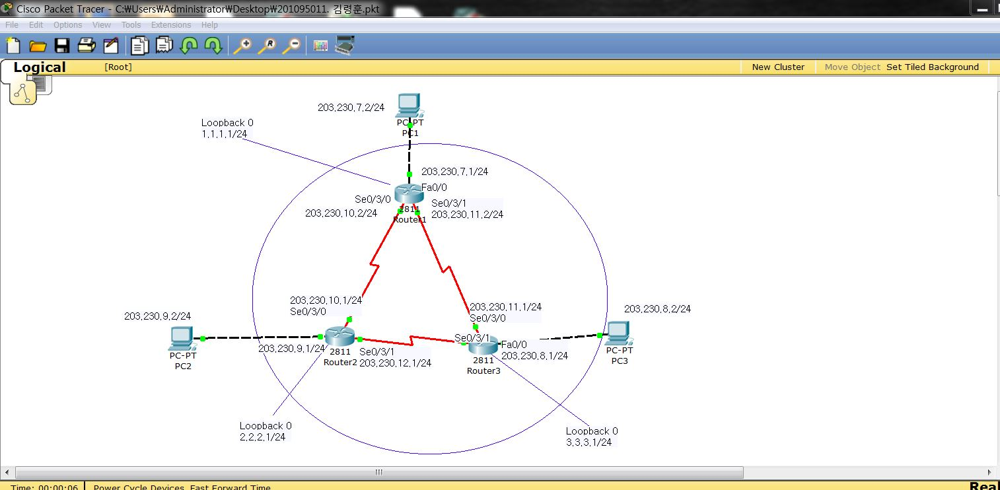 Cisco Packet Tracer - C:₩Users₩Administrator₩Desktop₩201095011. 김령훈.pkt
File Edit Options View Tools Extensions Help
Logical [Root] New Cluster Move Object Set Tiled Background
203,230,7,2/24
PC-PT
PC1
Loopback 0
1,1,1,1/24
203,230,7,1/24
Fa0/0
Se0/3/0
203,230,10,2/24
Se0/3/1
203,230,11,2/24
2811
Router1
203,230,10,1/24
Se0/3/0
203,230,11,1/24
Se0/3/0
203,230,9,2/24
PC-PT
PC2
203,230,9,1/24
2811
Router2
Se0/3/1
203,230,12,1/24
Se0/3/1
2811
Router3
Fa0/0
203,230,8,1/24
203,230,8,2/24
PC-PT
PC3
Loopback 0
2,2,2,1/24
Loopback 0
3,3,3,1/24
Time: 00:00:06 Power Cycle Devices Fast Forward Time